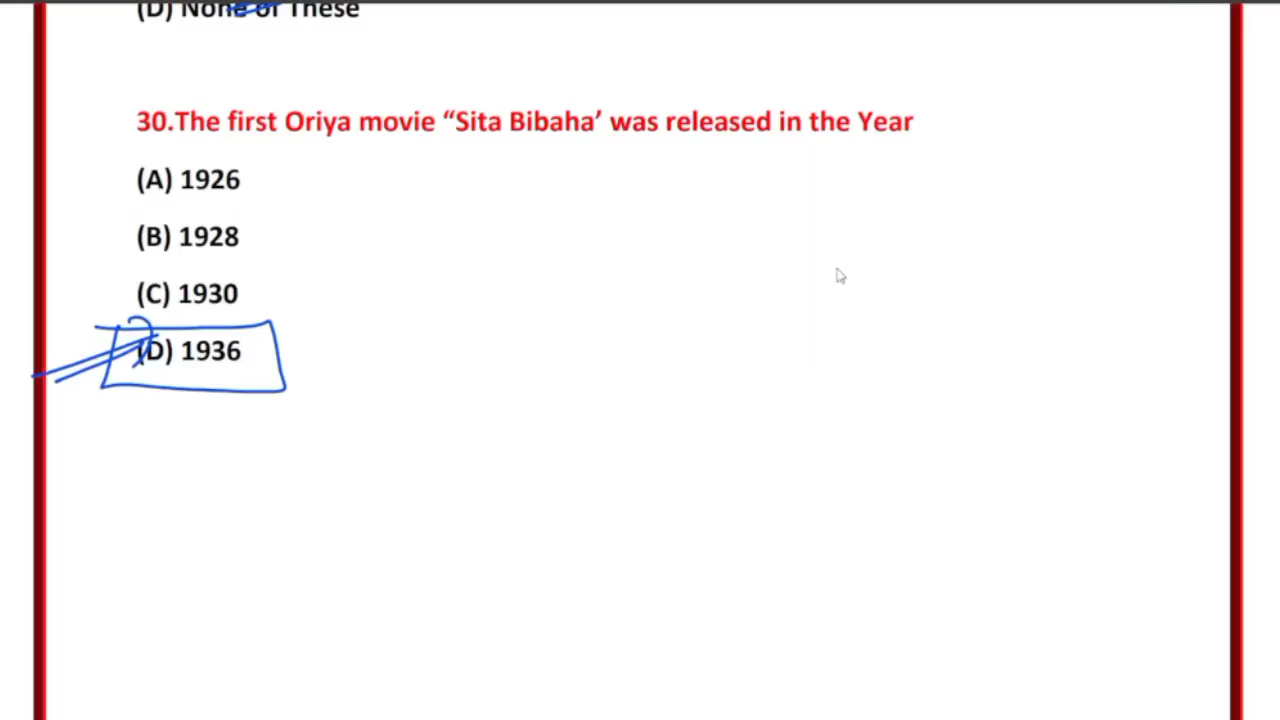 (D) None of These
30.The first Oriya movie “Sita Bibaha’ was released in the Year
(A) 1926
(B) 1928
(C) 1930
(D) 1936